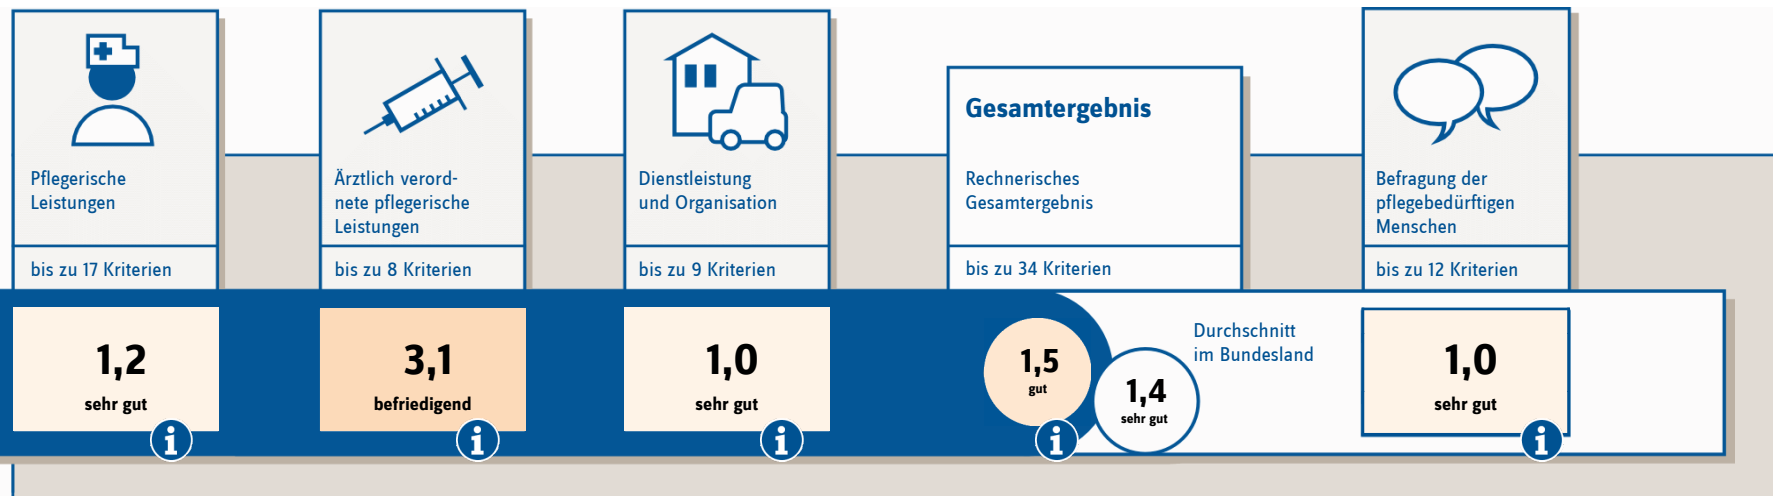 Pflegerische
Leistungen
bis zu 17 Kriterien
1,2
sehr gut
i
Ärztlich verord-
nete pflegerische
Leistungen
bis zu 8 Kriterien
3,1
befriedigend
i
Dienstleistung
und Organisation
bis zu 9 Kriterien
1,0
sehr gut
i
Gesamtergebnis
Rechnerisches
Gesamtergebnis
bis zu 34 Kriterien
1,5
gut
i
1,4
sehr gut
Durchschnitt
im Bundesland
Befragung der
pflegebedürftigen
Menschen
bis zu 12 Kriterien
1,0
sehr gut
i